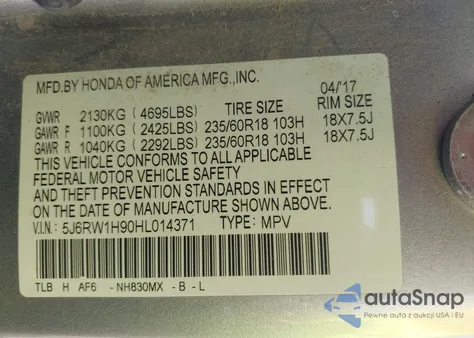 MFD.BY HONDA OF AMERICA MFG.,INC.
04/'17
GVWR 2130KG (4695LBS) TIRE SIZE RIM SIZE
GAWR F 1100KG (2425LBS) 235/60R18 103H 18X7.5J
GAWR R 1040KG (2292LBS) 235/60R18 103H 18X7.5J
THIS VEHICLE CONFORMS TO ALL APPLICABLE
FEDERAL MOTOR VEHICLE SAFETY
AND THEFT PREVENTION STANDARDS IN EFFECT
ON THE DATE OF MANUFACTURE SHOWN ABOVE.
V.I.N: 5J6RW1H90HL014371 TYPE: MPV
TLB H AF6 -NH830MX -B-L
autoSnap
Pewne auta z aukcji USA i EU